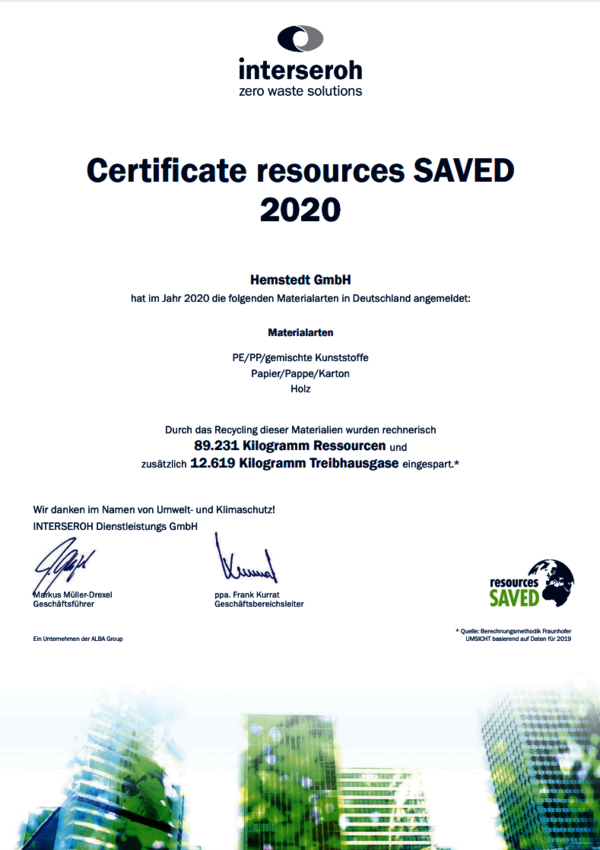 interseroh
zero waste solutions
Certificate resources SAVED
2020
Hemstedt GmbH
hat im Jahr 2020 die folgenden Materialarten in Deutschland angemeldet:
Materialarten
PE/PP/gemischte Kunststoffe
Papier/Pappe/Karton
Holz
Durch das Recycling dieser Materialien wurden rechnerisch
89.231 Kilogramm Ressourcen und
zusätzlich 12.619 Kilogramm Treibhausgase eingespart.*
Wir danken im Namen von Umwelt- und Klimaschutz!
INTERSEROH Dienstleistungs GmbH
Markus Müller-Drexel
Geschäftsführer
ppa. Frank Kurrat
Geschäftsbereichsleiter
resources
SAVED
Ein Unternehmen der ALBA Group
* Quelle: Berechnungsmethodik Fraunhofer
UMSICHT basierend auf Daten für 2019